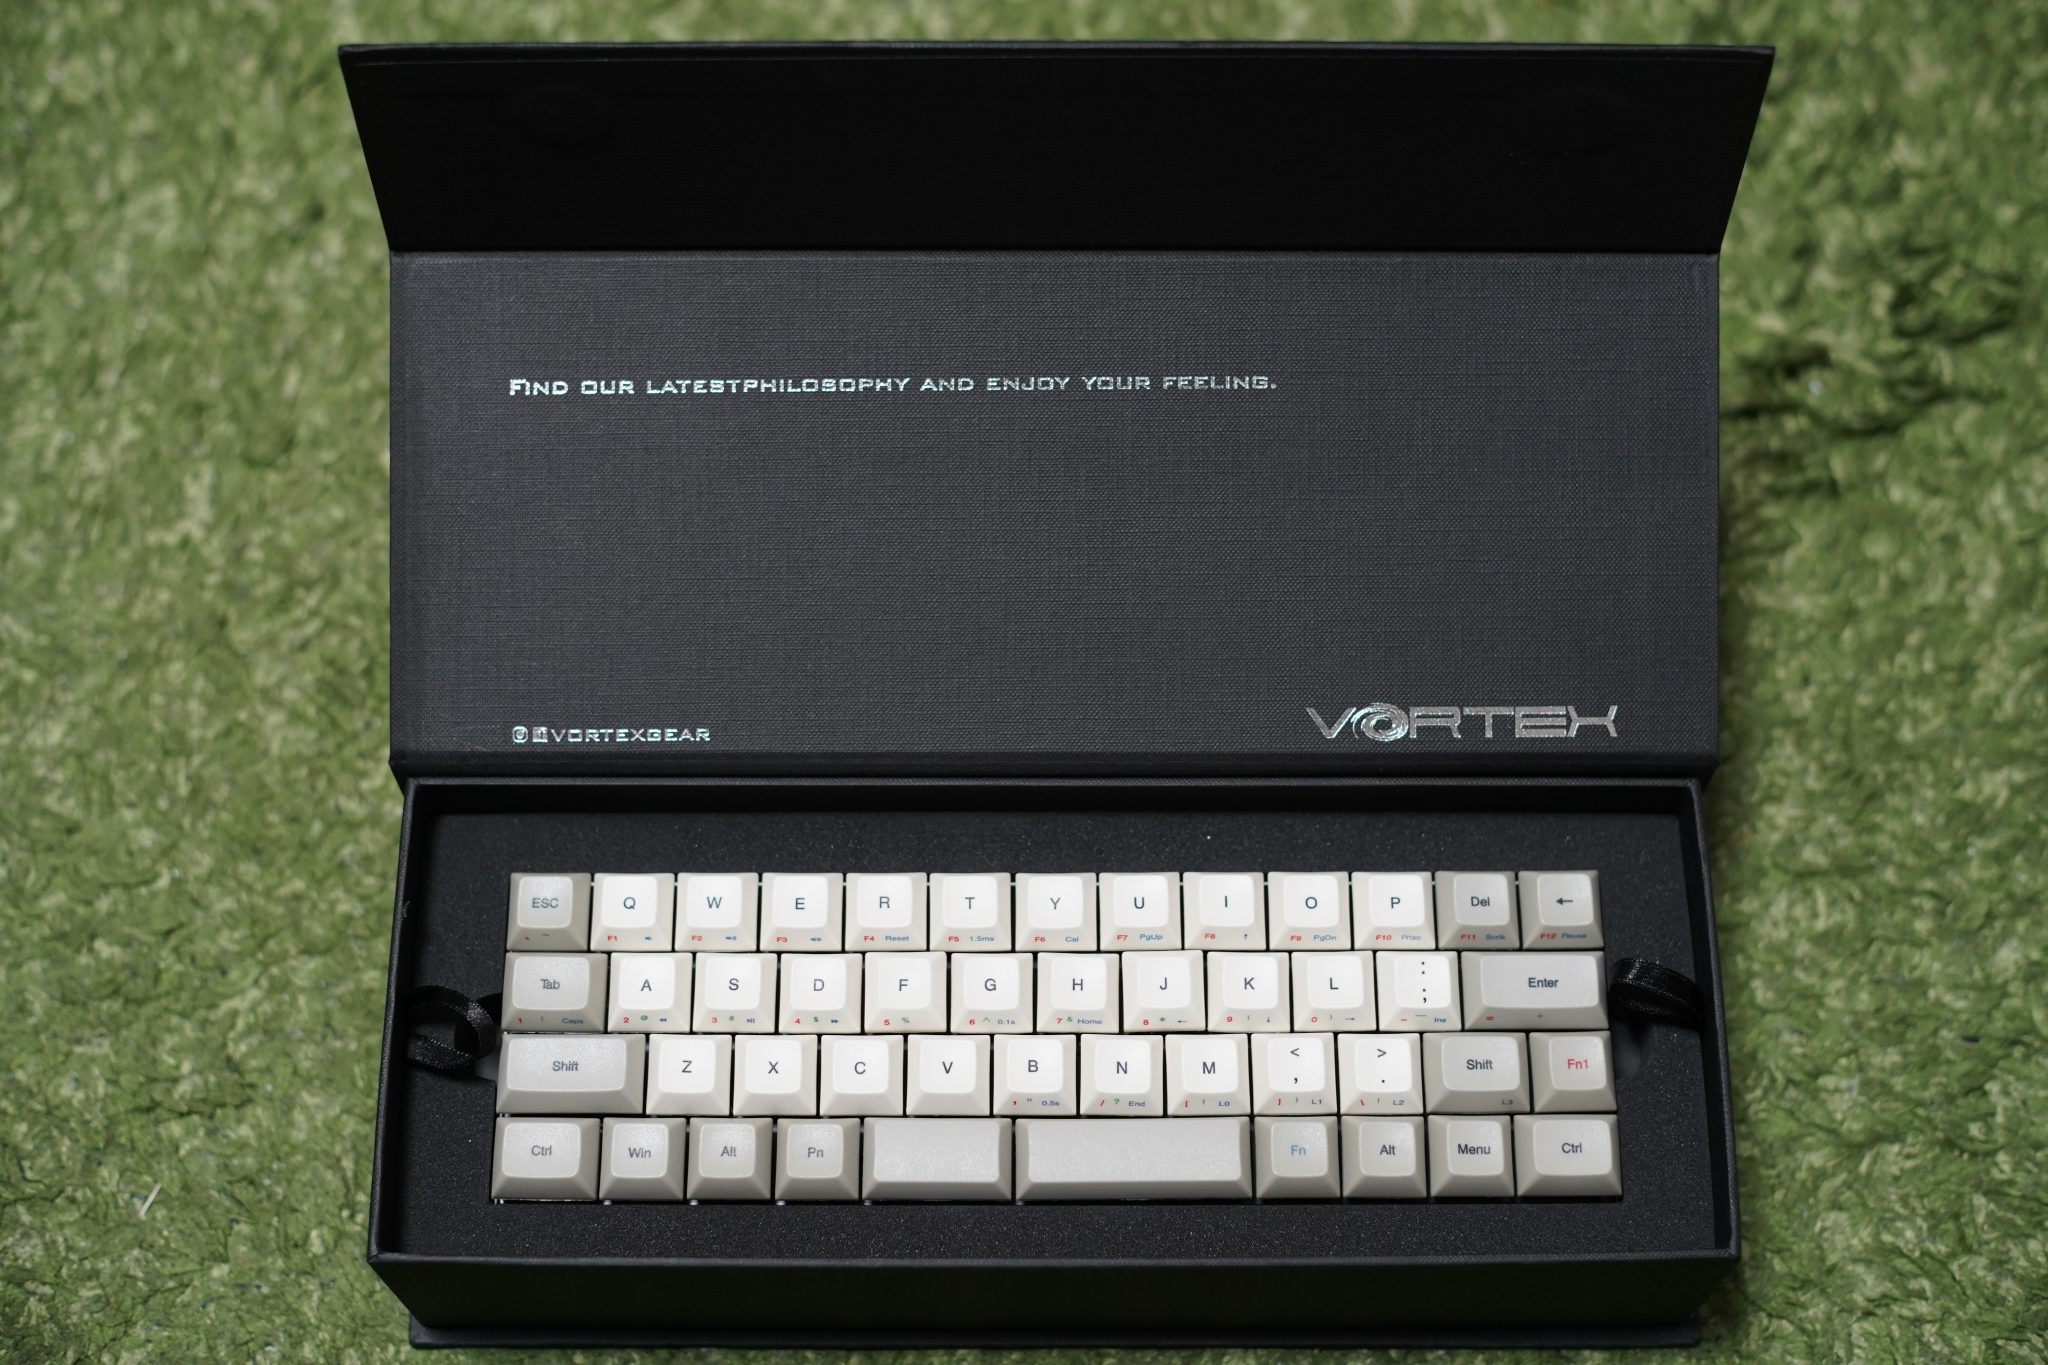 FIND OUR LATESTPHILOSOPHY AND ENJOY YOUR FEELING.
VORTEXGEAR
VORTEX
ESC Q W E R T Y U I O P Del ←
` ~ F1 F2 F3 F4 Reset F5 1.5ms F6 Cal F7 PgUp F8 ↑ F9 PgDn F10 Prtsc F11 Scrlk F12 Pause
Tab A S D F G H J K L : ; Enter
1 ! Caps 2 @ 3 # 4 $ 5 % 6 ^ 0.1s 7 & Home 8 * ← 9 ( ↓ 0 ) → - _ Ins = +
Shift Z X C V B N M < , > . Shift Fn1
' " 0.5s / ? End [ { L0 ] } L1 \ | L2 L3
Ctrl Win Alt Pn Fn Alt Menu Ctrl